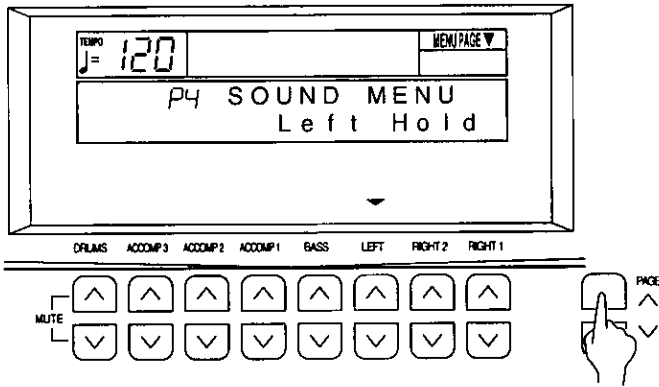 TEMPO
♩= 120
MENU PAGE ▼
P4 SOUND MENU
Left Hold
DRUMS ACCOMP 3 ACCOMP 2 ACCOMP 1 BASS LEFT RIGHT 2 RIGHT 1
PAGE
MUTE